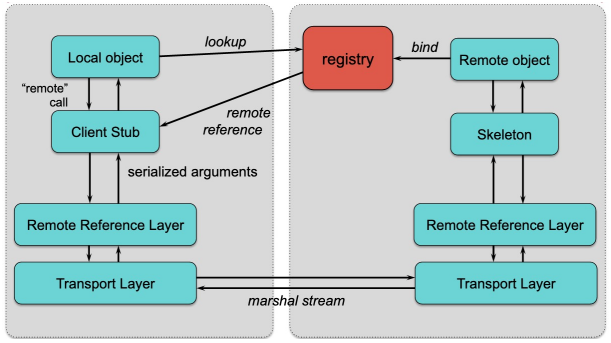 Local object
lookup
registry
bind
Remote object
“remote”
call
remote
reference
Client Stub
Skeleton
serialized arguments
Remote Reference Layer
Remote Reference Layer
Transport Layer
Transport Layer
marshal stream